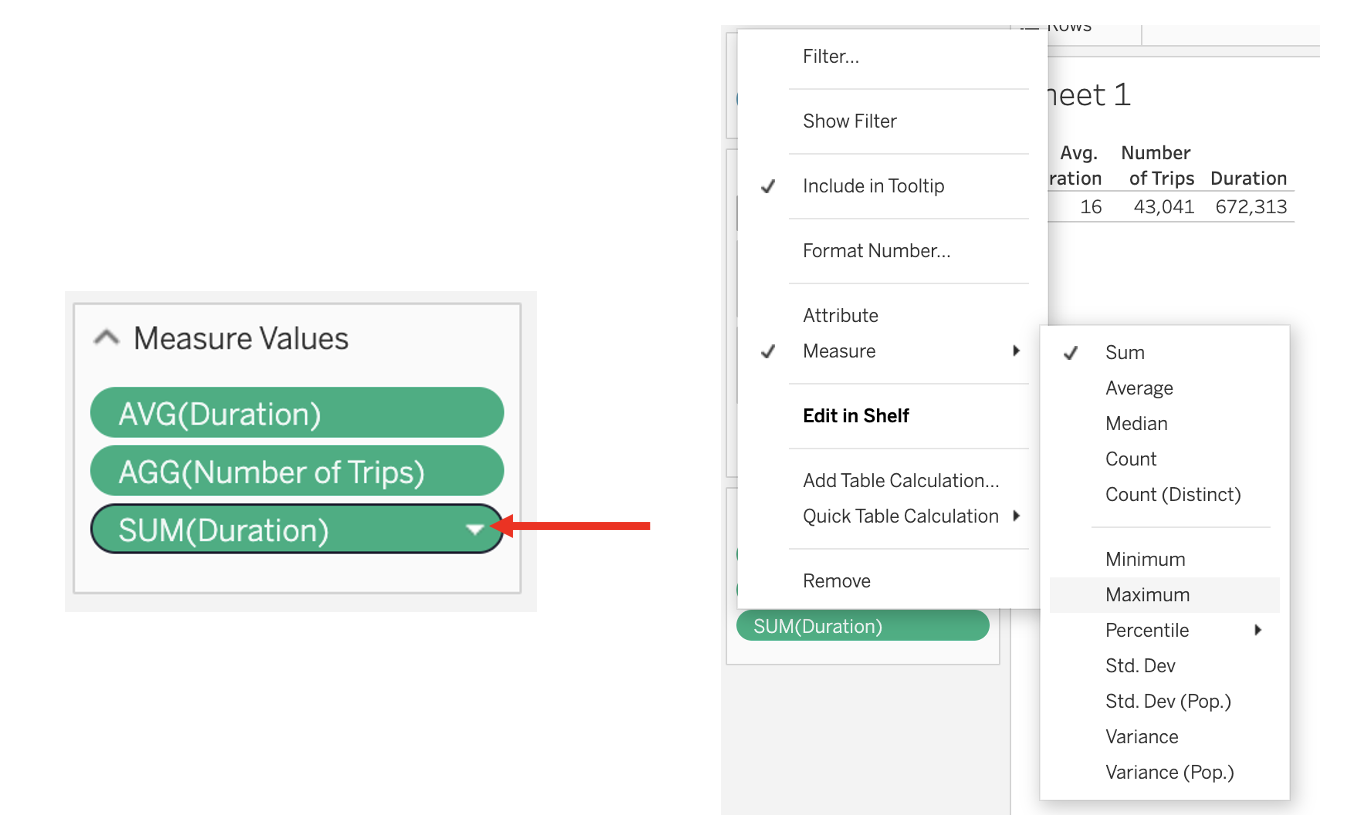 Measure Values
AVG(Duration)
AGG(Number of Trips)
SUM(Duration)
Filter...
Show Filter
Include in Tooltip
Format Number...
Attribute
Measure
Edit in Shelf
Add Table Calculation...
Quick Table Calculation
Remove
SUM(Duration)
Rows
heet 1
Avg. Number
ration of Trips Duration
16 43,041 672,313
Sum
Average
Median
Count
Count (Distinct)
Minimum
Maximum
Percentile
Std. Dev
Std. Dev (Pop.)
Variance
Variance (Pop.)